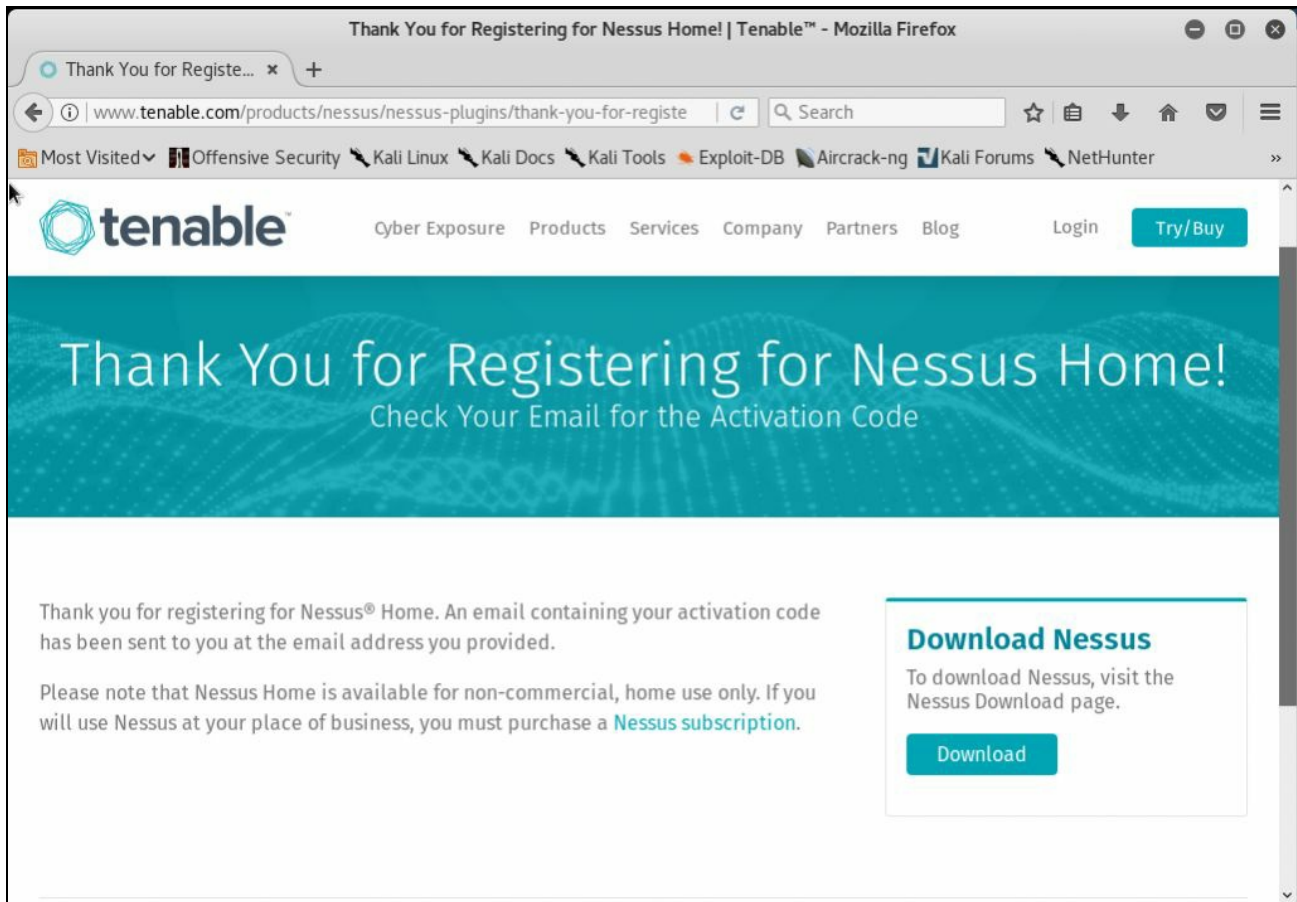 Thank You for Registering for Nessus Home! | Tenable™ - Mozilla Firefox
Thank You for Registe...
www.tenable.com/products/nessus/nessus-plugins/thank-you-for-registe
Search
Most Visited
Offensive Security
Kali Linux
Kali Docs
Kali Tools
Exploit-DB
Aircrack-ng
Kali Forums
NetHunter
»
tenable™
Cyber Exposure
Products
Services
Company
Partners
Blog
Login
Try/Buy
Thank You for Registering for Nessus Home!
Check Your Email for the Activation Code
Thank you for registering for Nessus® Home. An email containing your activation code
has been sent to you at the email address you provided.
Please note that Nessus Home is available for non-commercial, home use only. If you
will use Nessus at your place of business, you must purchase a Nessus subscription.
Download Nessus
To download Nessus, visit the
Nessus Download page.
Download